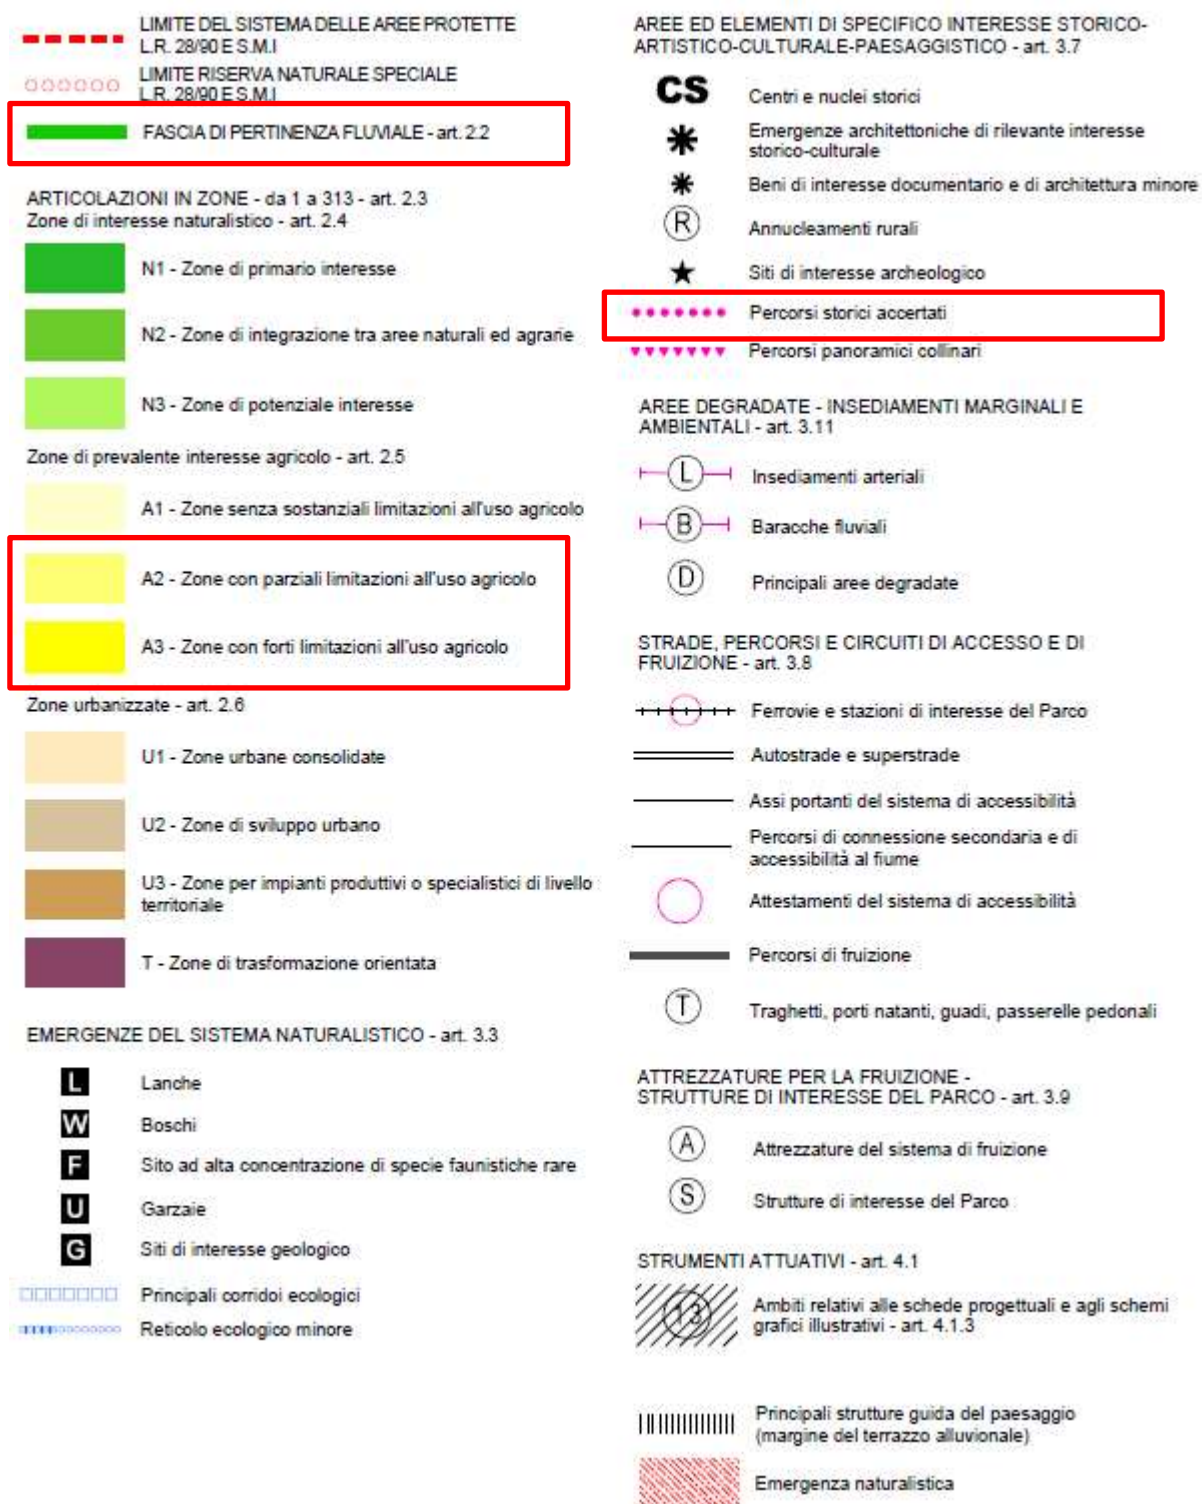 LIMITE DEL SISTEMA DELLE AREE PROTETTE
L.R. 28/90 E S.M.I
LIMITE RISERVA NATURALE SPECIALE
L.R. 28/90 E S.M.I
FASCIA DI PERTINENZA FLUVIALE - art. 2.2
ARTICOLAZIONI IN ZONE - da 1 a 313 - art. 2.3
Zone di interesse naturalistico - art. 2.4
N1 - Zone di primario interesse
N2 - Zone di integrazione tra aree naturali ed agrarie
N3 - Zone di potenziale interesse
Zone di prevalente interesse agricolo - art. 2.5
A1 - Zone senza sostanziali limitazioni all'uso agricolo
A2 - Zone con parziali limitazioni all'uso agricolo
A3 - Zone con forti limitazioni all'uso agricolo
Zone urbanizzate - art. 2.6
U1 - Zone urbane consolidate
U2 - Zone di sviluppo urbano
U3 - Zone per impianti produttivi o specialistici di livello
territoriale
T - Zone di trasformazione orientata
EMERGENZE DEL SISTEMA NATURALISTICO - art. 3.3
L Lanche
W Boschi
F Sito ad alta concentrazione di specie faunistiche rare
U Garzaie
G Siti di interesse geologico
Principali corridoi ecologici
Reticolo ecologico minore
AREE ED ELEMENTI DI SPECIFICO INTERESSE STORICO-
ARTISTICO-CULTURALE-PAESAGGISTICO - art. 3.7
CS Centri e nuclei storici
Emergenze architettoniche di rilevante interesse
storico-culturale
Beni di interesse documentario e di architettura minore
R Annucleamenti rurali
Siti di interesse archeologico
Percorsi storici accertati
Percorsi panoramici collinari
AREE DEGRADATE - INSEDIAMENTI MARGINALI E
AMBIENTALI - art. 3.11
L Insediamenti arteriali
B Baracche fluviali
D Principali aree degradate
STRADE, PERCORSI E CIRCUITI DI ACCESSO E DI
FRUIZIONE - art. 3.8
Ferrovie e stazioni di interesse del Parco
Autostrade e superstrade
Assi portanti del sistema di accessibilità
Percorsi di connessione secondaria e di
accessibilità al fiume
Attestamenti del sistema di accessibilità
Percorsi di fruizione
T Traghetti, porti natanti, guadi, passerelle pedonali
ATTREZZATURE PER LA FRUIZIONE -
STRUTTURE DI INTERESSE DEL PARCO - art. 3.9
A Attrezzature del sistema di fruizione
S Strutture di interesse del Parco
STRUMENTI ATTUATIVI - art. 4.1
13 Ambiti relativi alle schede progettuali e agli schemi
grafici illustrativi - art. 4.1.3
Principali strutture guida del paesaggio
(margine del terrazzo alluvionale)
Emergenza naturalistica